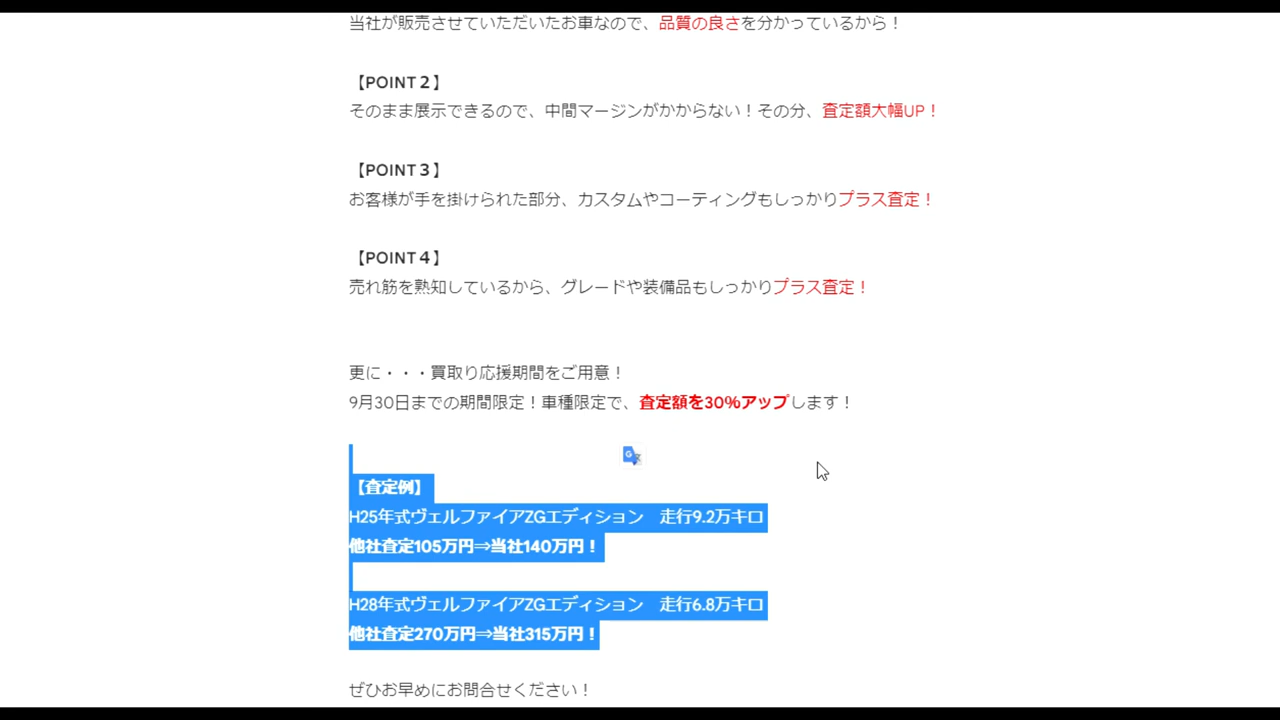 当社が販売させていただいたお車なので、品質の良さを分かっているから！
【POINT２】
そのまま展示できるので、中間マージンがかからない！その分、査定額大幅UP！
【POINT３】
お客様が手を掛けられた部分、カスタムやコーティングもしっかりプラス査定！
【POINT４】
売れ筋を熟知しているから、グレードや装備品もしっかりプラス査定！
更に・・・買取り応援期間をご用意！
9月30日までの期間限定！車種限定で、査定額を30%アップします！
【査定例】
H25年式ヴェルファイアZGエディション　走行9.2万キロ
他社査定105万円⇒当社140万円！
H28年式ヴェルファイアZGエディション　走行6.8万キロ
他社査定270万円⇒当社315万円！
ぜひお早めにお問合せください！